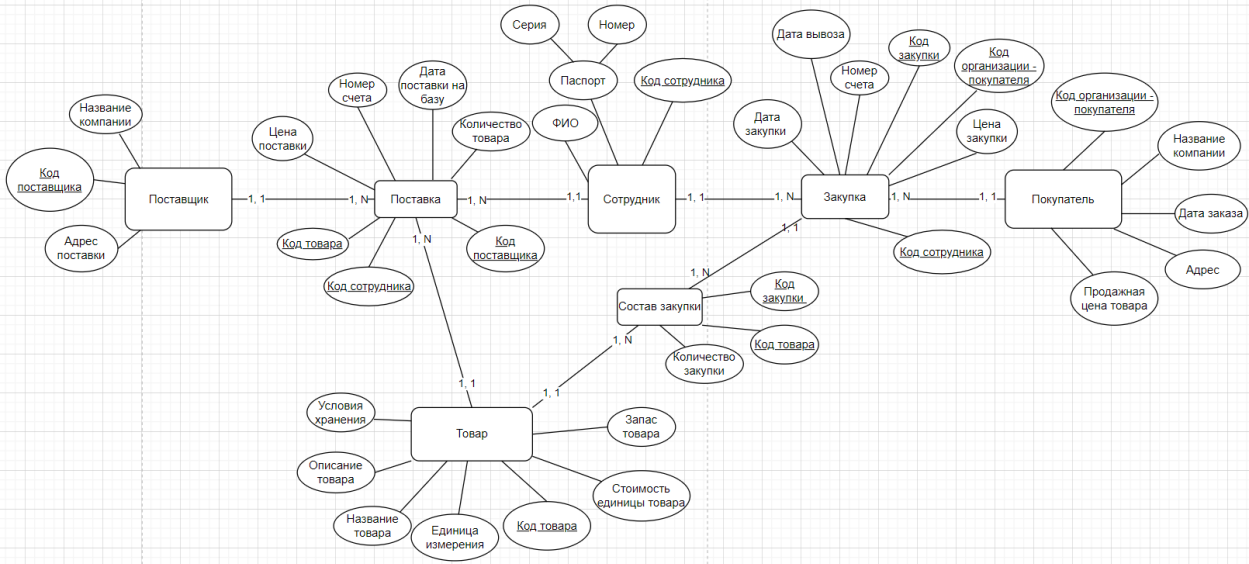 Серия
Номер
Дата вывоза
Код
закупки
Код
организации -
покупателя
Паспорт
Код сотрудника
Номер
счета
Дата
поставки на
базу
Номер
счета
Код организации -
покупателя
Название
компании
Цена
поставки
Количество
товара
ФИО
Дата
закупки
Цена
закупки
Название
компании
Код
поставщика
Поставщик
1, 1
1, N
Поставка
1, N
1,1
Сотрудник
1, 1
1, N
Закупка
1, N
1, 1
Покупатель
Дата заказа
Адрес
поставки
Код товара
1, N
Код
поставщика
1, 1
Код сотрудника
Адрес
Код сотрудника
1, N
Состав закупки
Код
закупки
Продажная
цена товара
1, N
Код товара
Количество
закупки
1, 1
1, 1
Условия
хранения
Товар
Запас
товара
Описание
товара
Стоимость
единицы товара
Название
товара
Единица
измерения
Код товара